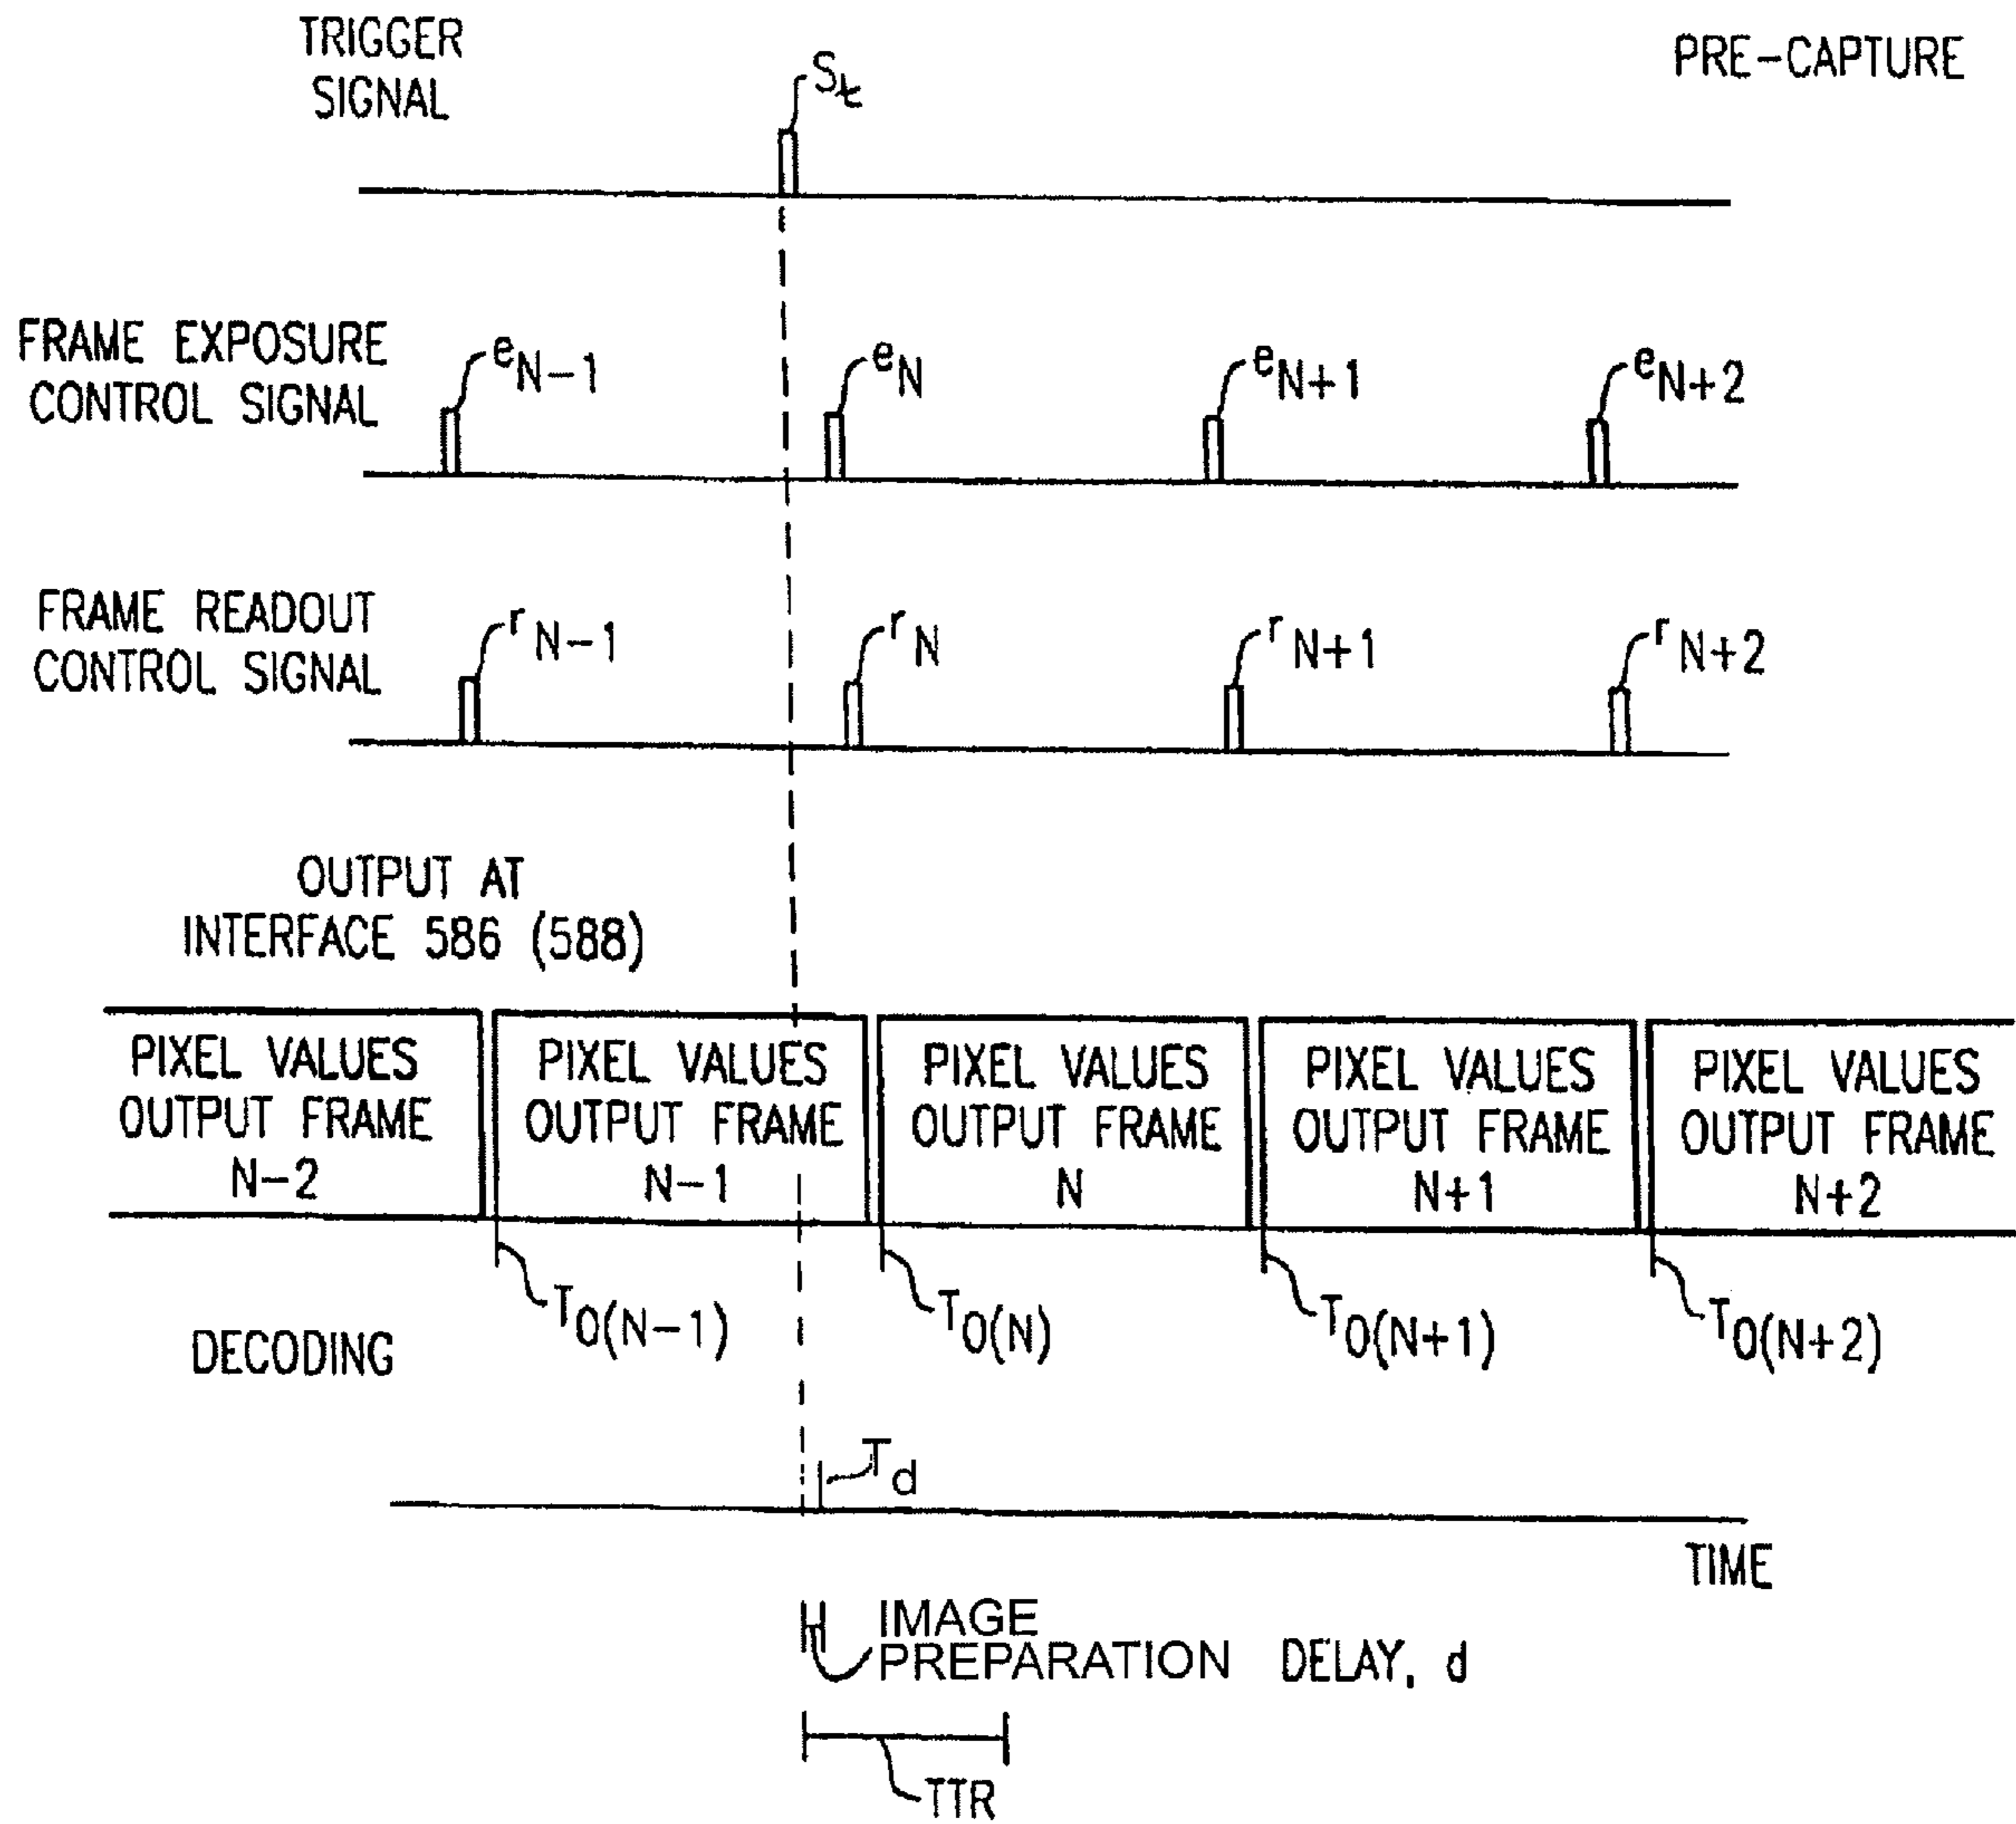 TRIGGER
SIGNAL
PRE-CAPTURE
St
FRAME EXPOSURE
CONTROL SIGNAL
eN-1
eN
eN+1
eN+2
FRAME READOUT
CONTROL SIGNAL
rN-1
rN
rN+1
rN+2
OUTPUT AT
INTERFACE 586 (588)
PIXEL VALUES
OUTPUT FRAME
N-2
PIXEL VALUES
OUTPUT FRAME
N-1
PIXEL VALUES
OUTPUT FRAME
N
PIXEL VALUES
OUTPUT FRAME
N+1
PIXEL VALUES
OUTPUT FRAME
N+2
TO(N-1)
TO(N)
TO(N+1)
TO(N+2)
DECODING
Td
TIME
IMAGE
PREPARATION DELAY, d
TTR